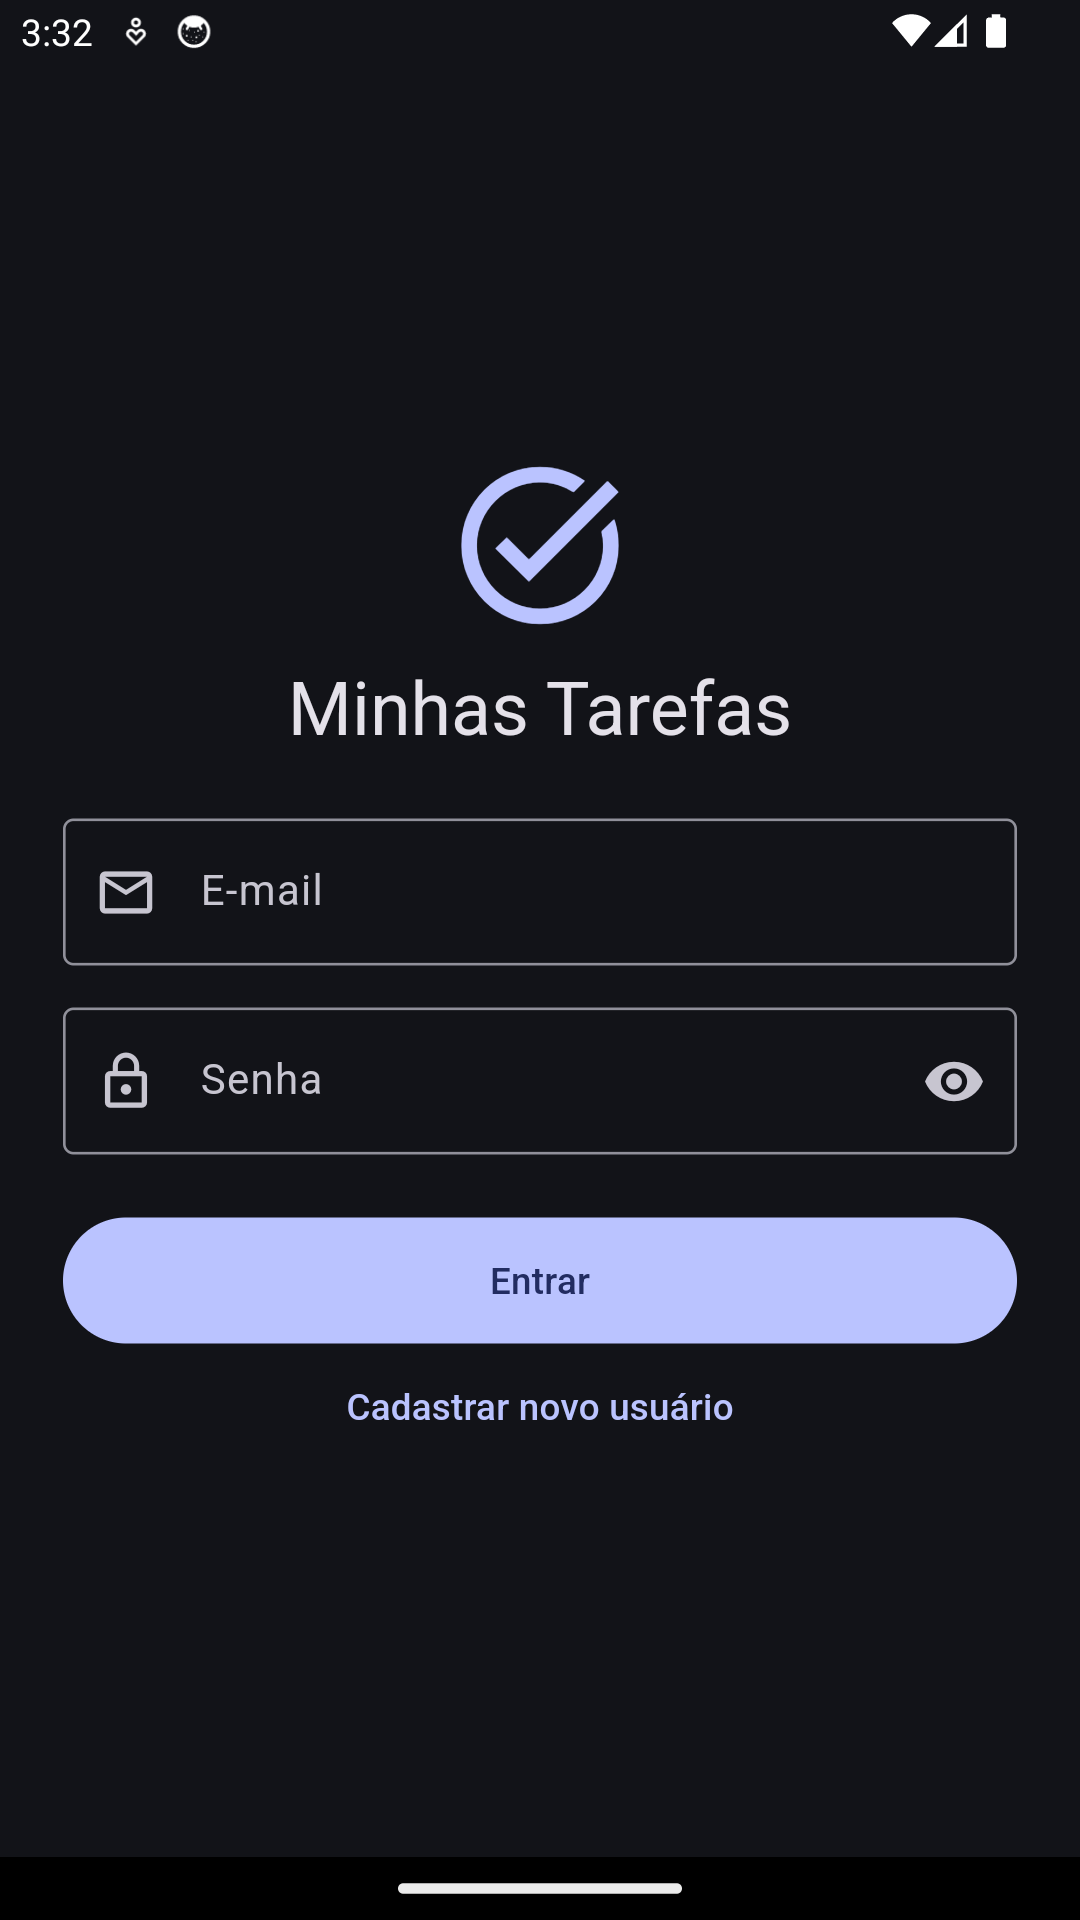 3:32
Minhas Tarefas
E-mail
Senha
Entrar
Cadastrar novo usuário